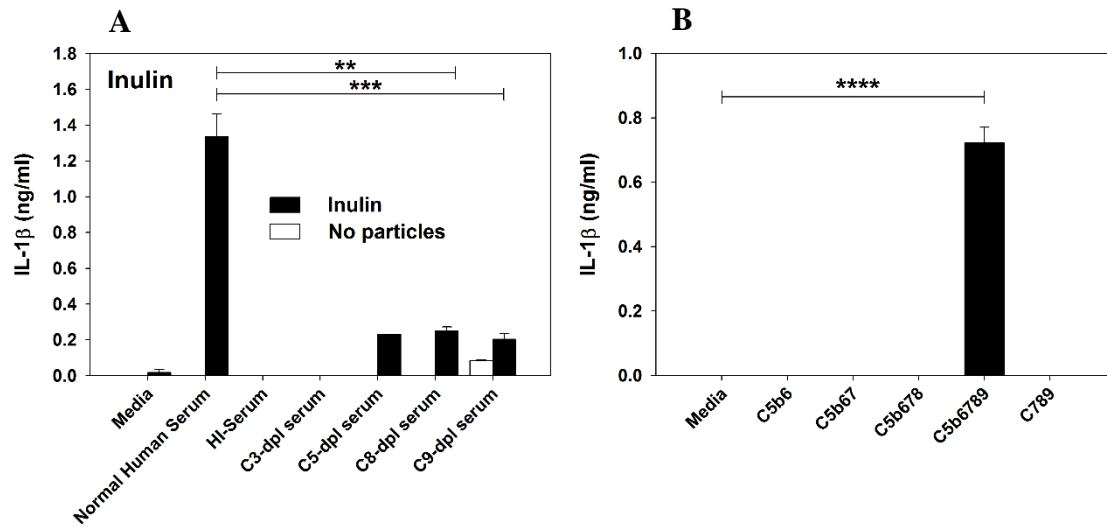 A
B
Inulin
**
***
Inulin
No particles
IL-1β (ng/ml)
1.8
1.6
1.4
1.2
1.0
0.8
0.6
0.4
0.2
0.0
Media
Normal Human Serum
HI-Serum
C3-dpl serum
C5-dpl serum
C8-dpl serum
C9-dpl serum
****
IL-1β (ng/ml)
1.0
0.8
0.6
0.4
0.2
0.0
Media
C5b6
C5b67
C5b678
C5b6789
C789